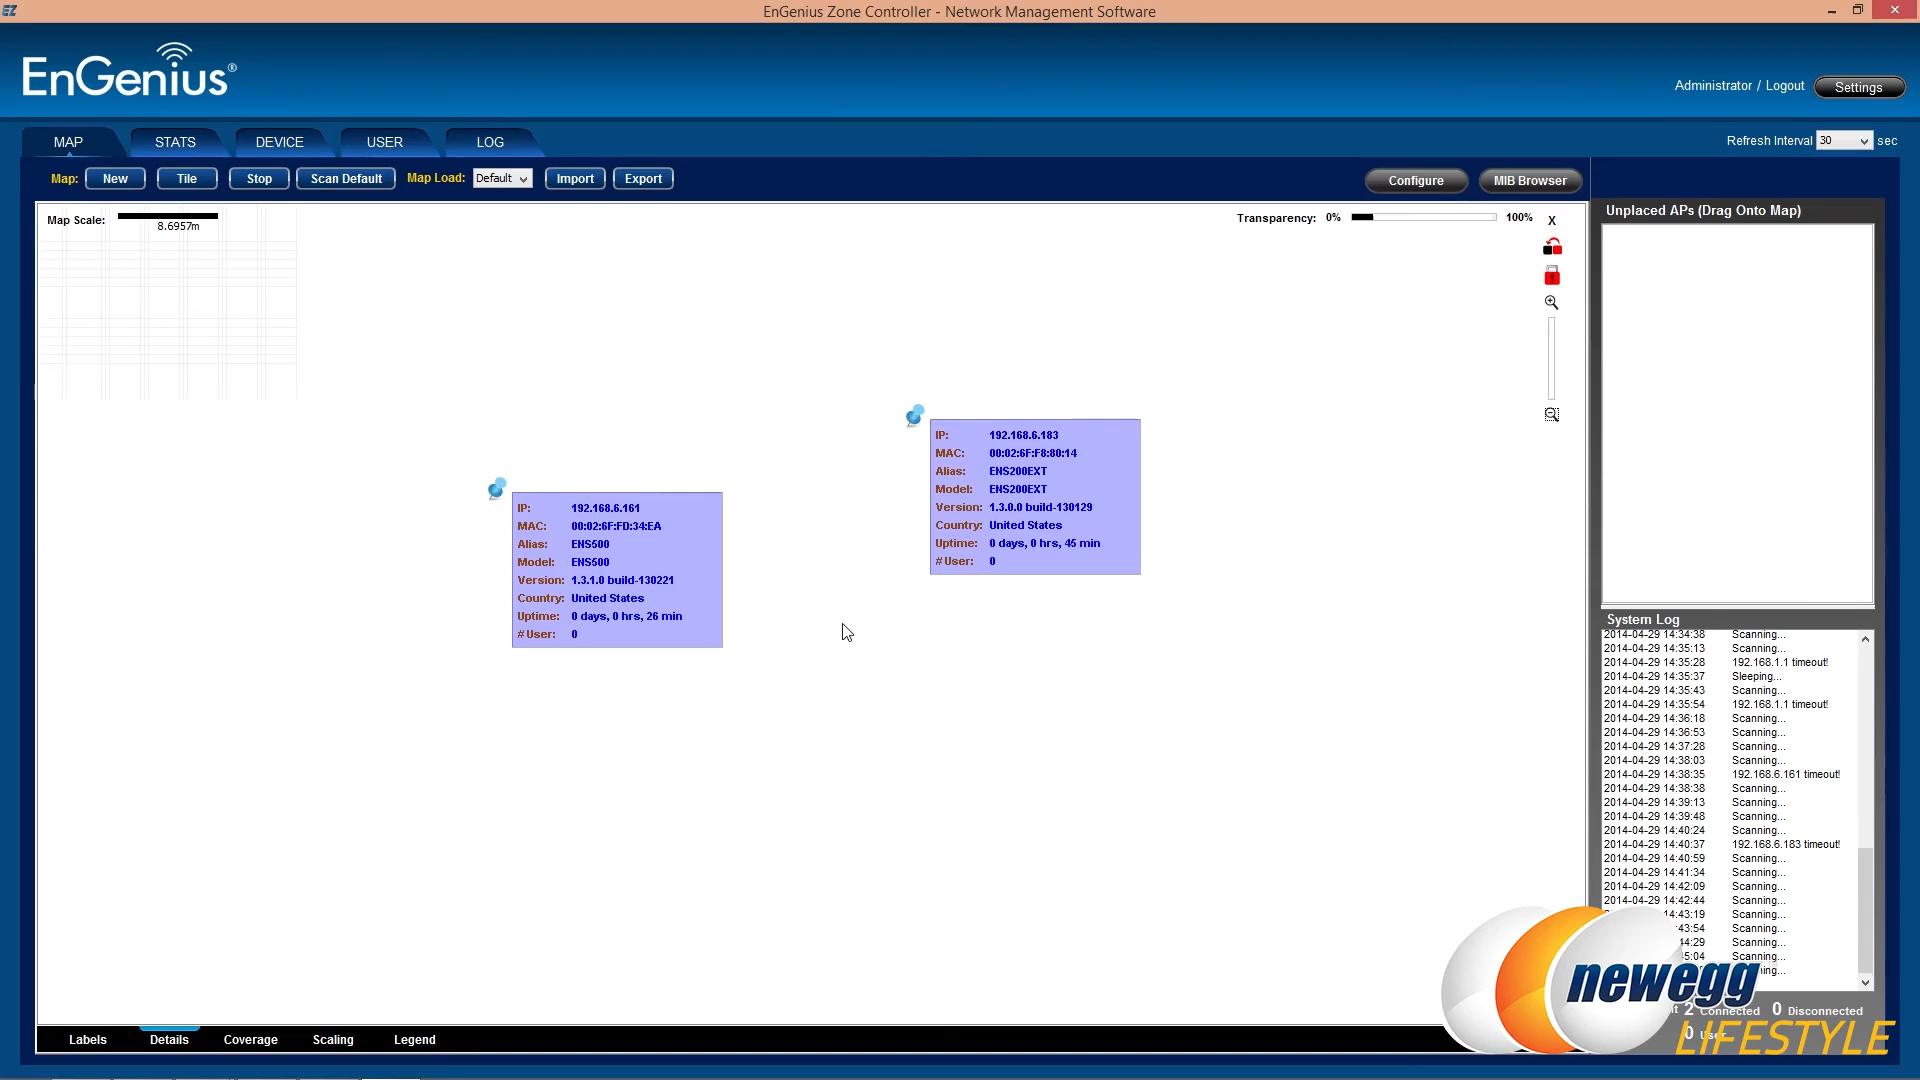 EZ
EnGenius Zone Controller - Network Management Software
X
EnGenius®
Administrator / Logout
Settings
MAP
STATS
DEVICE
USER
LOG
Refresh Interval 30 sec
Map: New Tile Stop Scan Default Map Load: Default Import Export
Configure
MIB Browser
Map Scale:
8.6957m
Transparency: 0% 100% X
Unplaced APs (Drag Onto Map)
IP: 192.168.6.183
MAC: 00:02:6F:F8:80:14
Alias: ENS200EXT
Model: ENS200EXT
Version: 1.3.0.0 build-130129
Country: United States
Uptime: 0 days, 0 hrs, 45 min
# User: 0
IP: 192.168.6.161
MAC: 00:02:6F:FD:34:EA
Alias: ENS500
Model: ENS500
Version: 1.3.1.0 build-130221
Country: United States
Uptime: 0 days, 0 hrs, 26 min
# User: 0
System Log
2014-04-29 14:34:38 Scanning...
2014-04-29 14:35:13 Scanning...
2014-04-29 14:35:28 192.168.1.1 timeout!
2014-04-29 14:35:37 Sleeping...
2014-04-29 14:35:43 Scanning...
2014-04-29 14:35:54 192.168.1.1 timeout!
2014-04-29 14:36:18 Scanning...
2014-04-29 14:36:53 Scanning...
2014-04-29 14:37:28 Scanning...
2014-04-29 14:38:03 Scanning...
2014-04-29 14:38:35 192.168.6.161 timeout!
2014-04-29 14:38:38 Scanning...
2014-04-29 14:39:13 Scanning...
2014-04-29 14:39:48 Scanning...
2014-04-29 14:40:24 Scanning...
2014-04-29 14:40:37 192.168.6.183 timeout!
2014-04-29 14:40:59 Scanning...
2014-04-29 14:41:34 Scanning...
2014-04-29 14:42:09 Scanning...
2014-04-29 14:42:44 Scanning...
14:43:19 Scanning...
43:54 Scanning...
44:29 Scanning...
5:04 Scanning...
2 Connected 0 Disconnected
0 User
newegg
LIFESTYLE
Labels Details Coverage Scaling Legend